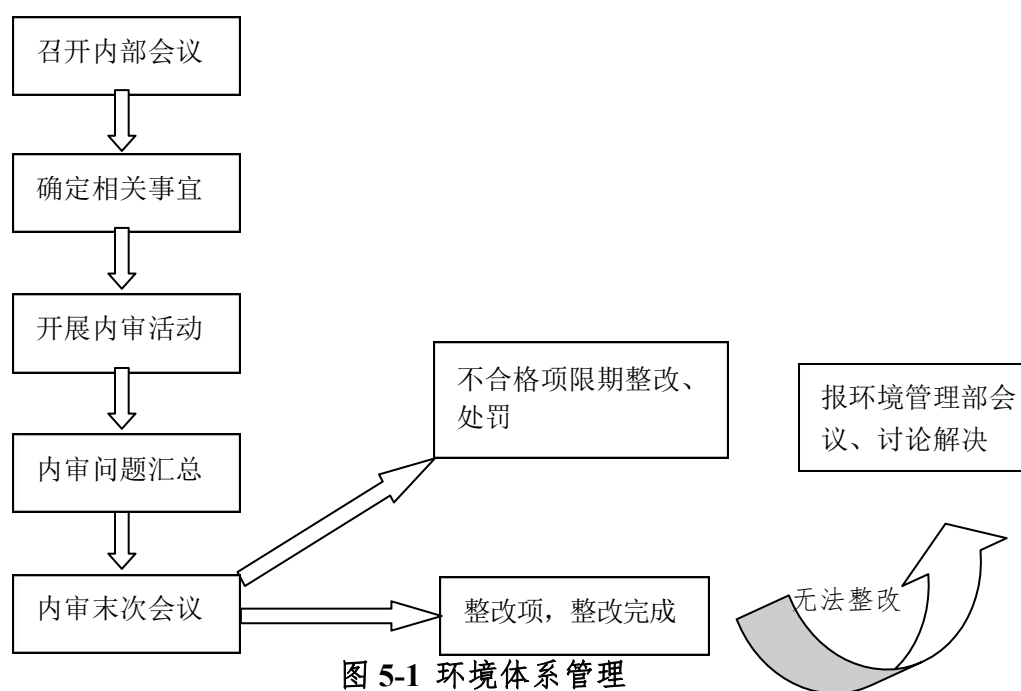 召开内部会议
确定相关事宜
开展内审活动
内审问题汇总
内审末次会议
不合格项限期整改、
处罚
整改项，整改完成
报环境管理部会
议、讨论解决
无法整改
图 5-1 环境体系管理